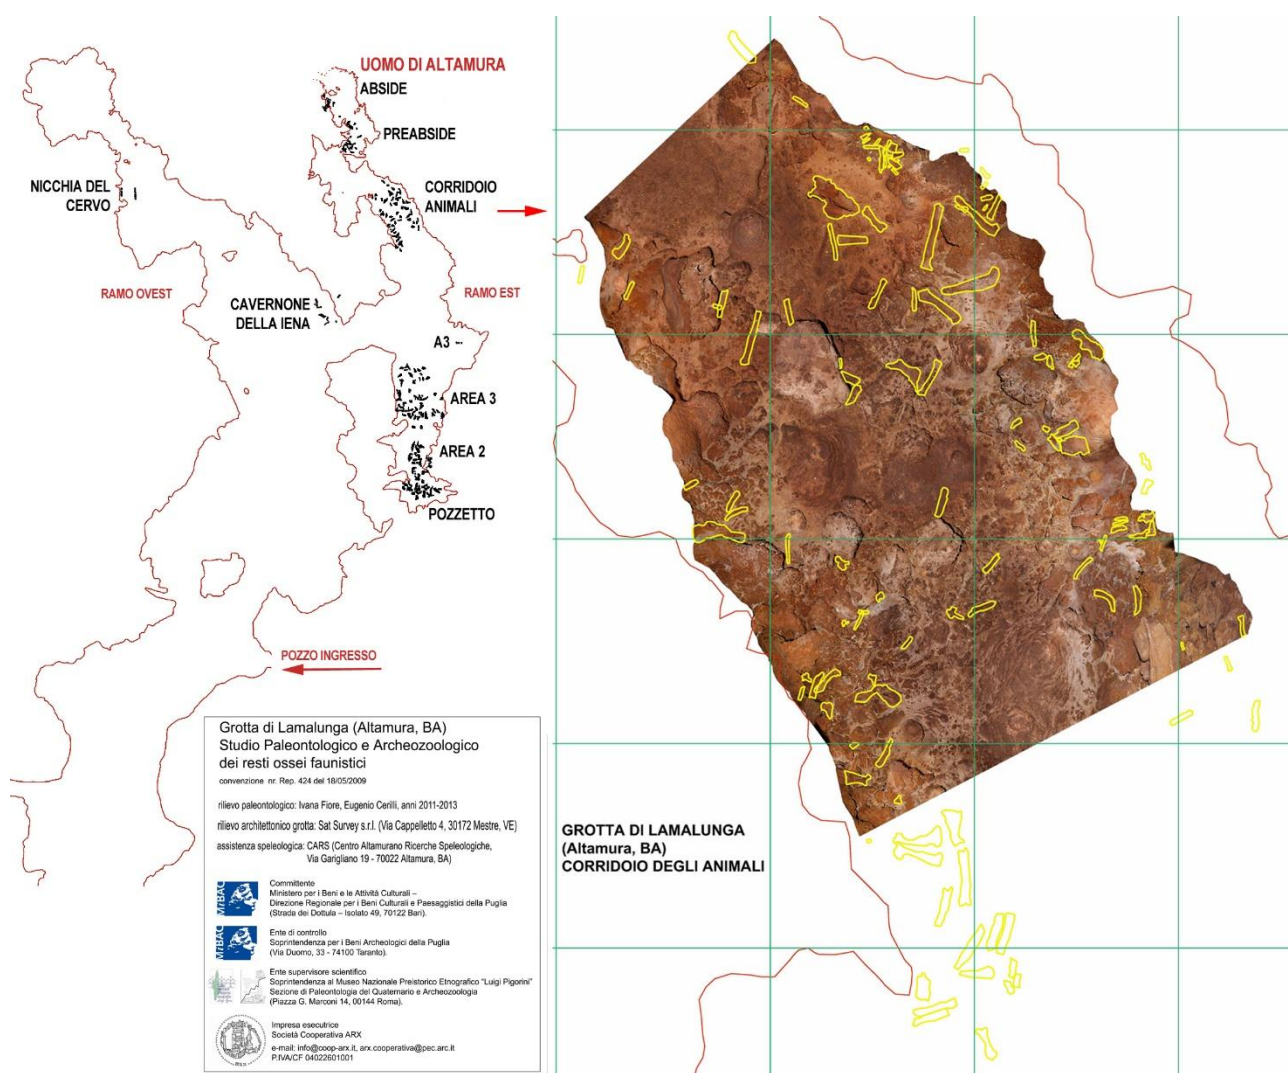 UOMO DI ALTAMURA
ABSIDE
PREABSIDE
NICCHIA DEL
CERVO
CORRIDOIO
ANIMALI
RAMO OVEST
CAVERNONE
DELLA IENA
RAMO EST
A3
AREA 3
AREA 2
POZZETTO
POZZO INGRESSO
Grotta di Lamalunga (Altamura, BA)
Studio Paleontologico e Archeozoologico
dei resti ossei faunistici
convenzione nr. Rep. 424 del 18/05/2009
rilievo paleontologico: Ivana Fiore, Eugenio Cerilli, anni 2011-2013
rilievo architettonico grotta: Sat Survey s.r.l. (Via Cappelletto 4, 30172 Mestre, VE)
assistenza speleologica: CARS (Centro Altamurano Ricerche Speleologiche,
Via Garigliano 19 - 70022 Altamura, BA)
MiBAC
Committente
Ministero per i Beni e le Attività Culturali –
Direzione Regionale per i Beni Culturali e Paesaggistici della Puglia
(Strada dei Dottula – Isolato 49, 70122 Bari).
MiBAC
Ente di controllo
Soprintendenza per i Beni Archeologici della Puglia
(Via Duomo, 33 - 74100 Taranto).
Ente supervisore scientifico
Soprintendenza al Museo Nazionale Preistorico Etnografico "Luigi Pigorini"
Sezione di Paleontologia del Quaternario e Archeozoologia
(Piazza G. Marconi 14, 00144 Roma).
Impresa esecutrice
Società Cooperativa ARX
e-mail: info@coop-arx.it, arx.cooperativa@pec.arc.it
P.IVA/CF 04022601001
GROTTA DI LAMALUNGA
(Altamura, BA)
CORRIDOIO DEGLI ANIMALI